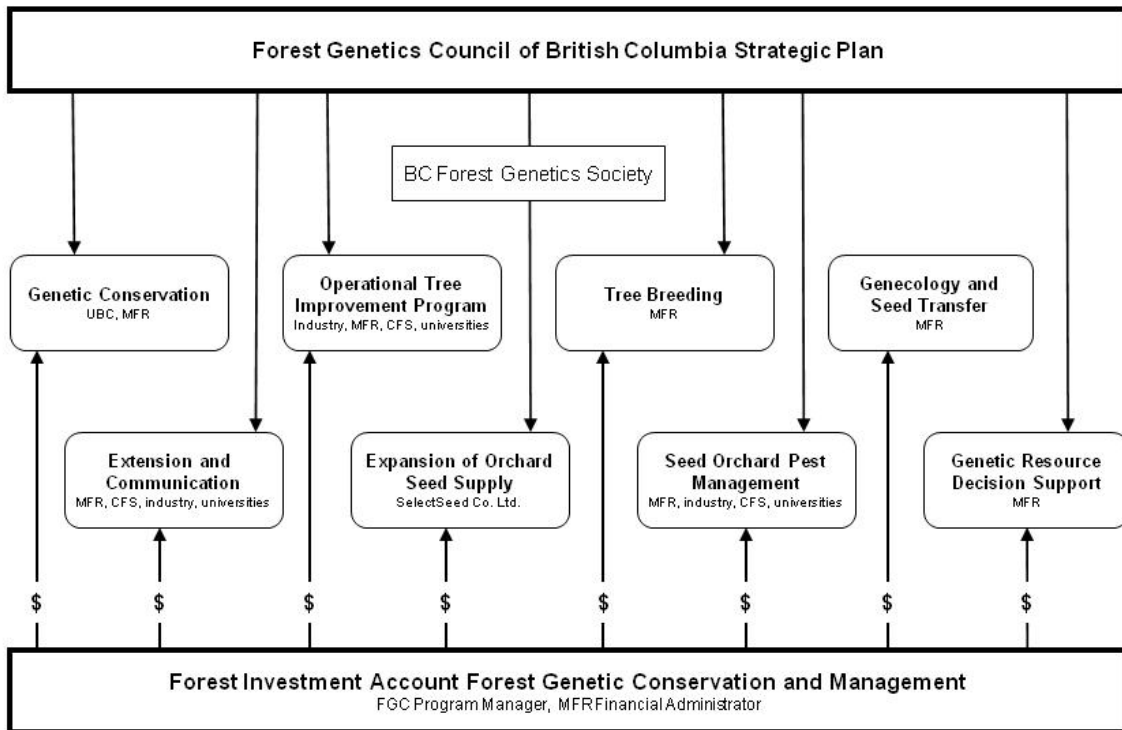 Forest Genetics Council of British Columbia Strategic Plan
BC Forest Genetics Society
Genetic Conservation
UBC, MFR
Operational Tree
Improvement Program
Industry, MFR, CFS, universities
Tree Breeding
MFR
Genecology and
Seed Transfer
MFR
Extension and
Communication
MFR, CFS, industry, universities
Expansion of Orchard
Seed Supply
SelectSeed Co. Ltd.
Seed Orchard Pest
Management
MFR, industry, CFS, universities
Genetic Resource
Decision Support
MFR
$ $ $ $ $ $ $ $
Forest Investment Account Forest Genetic Conservation and Management
FGC Program Manager, MFR Financial Administrator